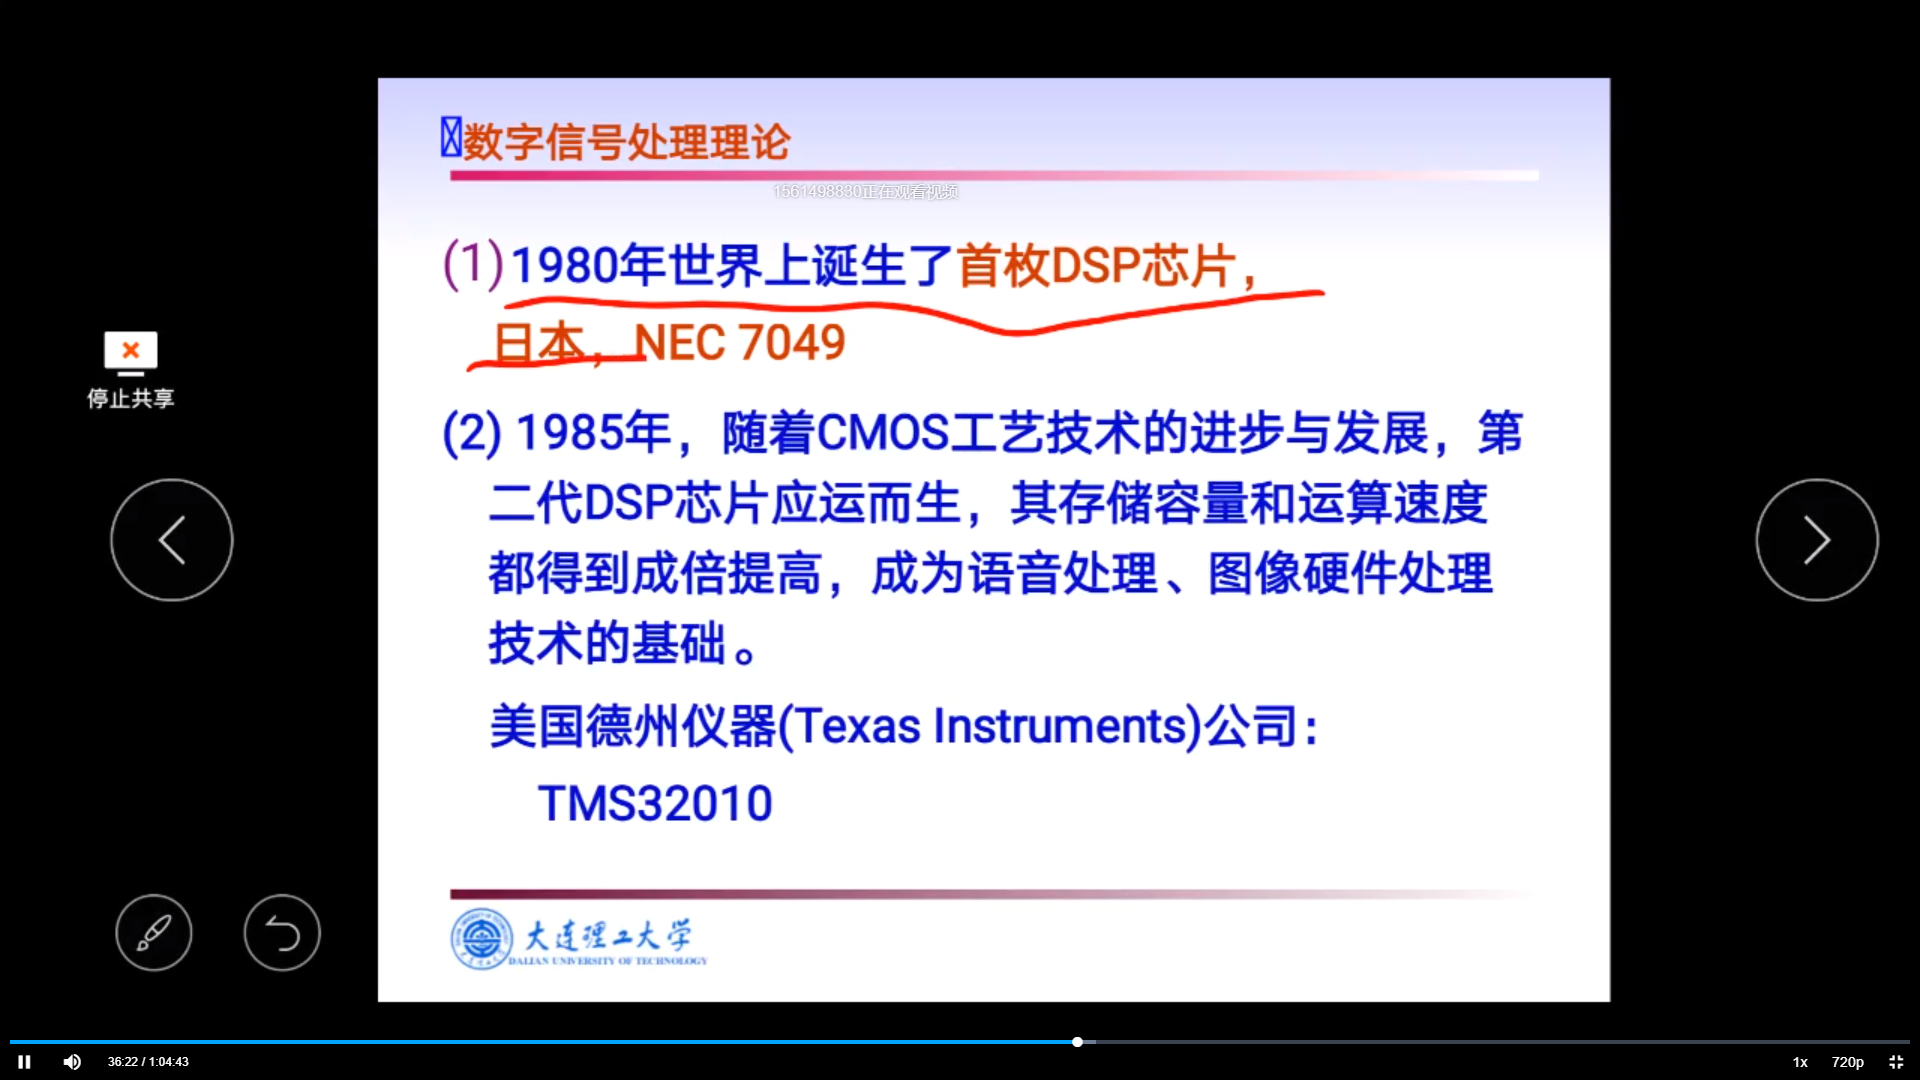 数字信号处理理论
1561498830正在观看视频
(1) 1980年世界上诞生了首枚DSP芯片，
日本，NEC 7049
停止共享
(2) 1985年，随着CMOS工艺技术的进步与发展，第
二代DSP芯片应运而生，其存储容量和运算速度
都得到成倍提高，成为语音处理、图像硬件处理
技术的基础。
美国德州仪器(Texas Instruments)公司：
TMS32010
大连理工大学
DALIAN UNIVERSITY OF TECHNOLOGY
36:22 / 1:04:43
1x
720p